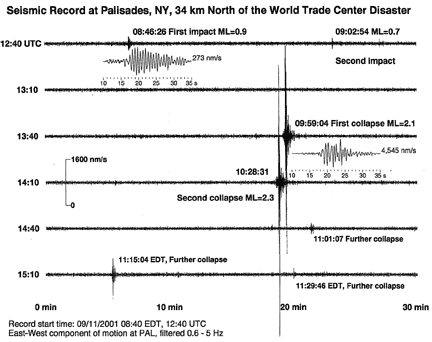 Seismic Record at Palisades, NY, 34 km North of the World Trade Center Disaster
08:46:26 First impact ML=0.9
09:02:54 ML=0.7
12:40 UTC
273 nm/s
Second impact
10 15 20 25 30 35 s
13:10
09:59:04 First collapse ML=2.1
13:40
4,545 nm/s
1600 nm/s
10:28:31
10 15 20 25 30 35 s
14:10
Second collapse ML=2.3
0
14:40
11:01:07 Further collapse
11:15:04 EDT, Further collapse
15:10
11:29:46 EDT, Further collapse
0 min 10 min 20 min 30 min
Record start time: 09/11/2001 08:40 EDT, 12:40 UTC
East-West component of motion at PAL, filtered 0.6 - 5 Hz